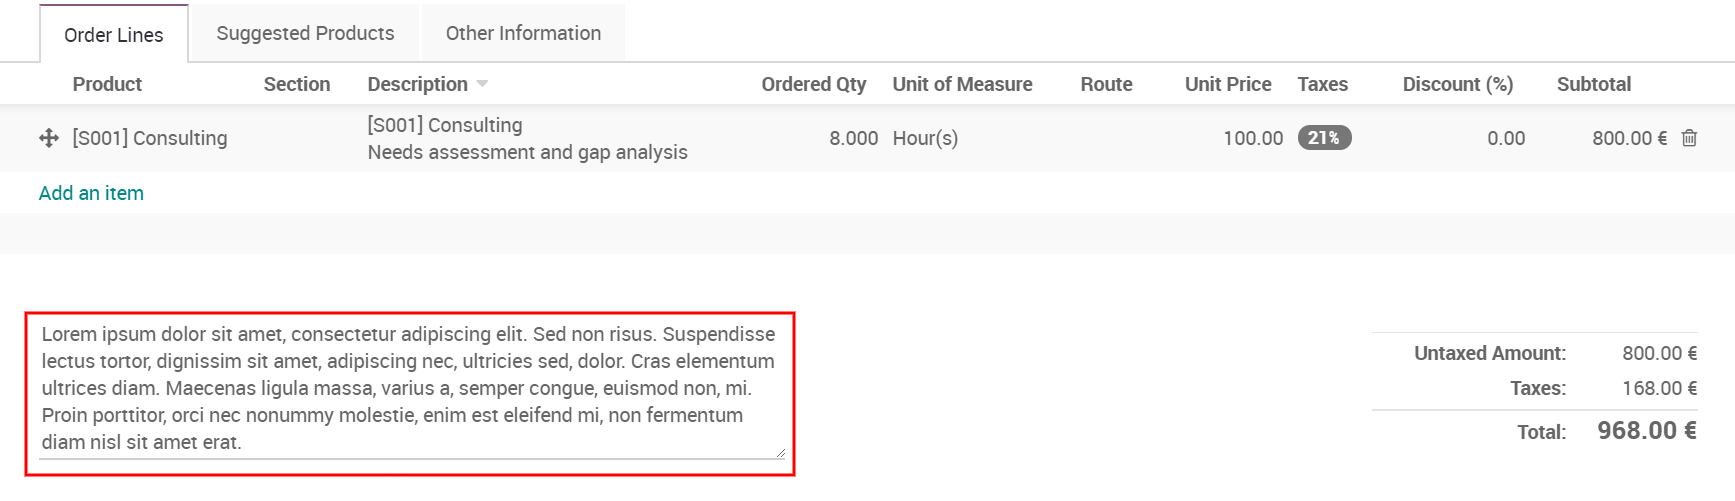 Order Lines Suggested Products Other Information
Product Section Description Ordered Qty Unit of Measure Route Unit Price Taxes Discount (%) Subtotal
[S001] Consulting [S001] Consulting 8.000 Hour(s) 100.00 21% 0.00 800.00 €
Needs assessment and gap analysis
Add an item
Lorem ipsum dolor sit amet, consectetur adipiscing elit. Sed non risus. Suspendisse
lectus tortor, dignissim sit amet, adipiscing nec, ultricies sed, dolor. Cras elementum
ultrices diam. Maecenas ligula massa, varius a, semper congue, euismod non, mi.
Proin porttitor, orci nec nonummy molestie, enim est eleifend mi, non fermentum
diam nisl sit amet erat.
Untaxed Amount: 800.00 €
Taxes: 168.00 €
Total: 968.00 €